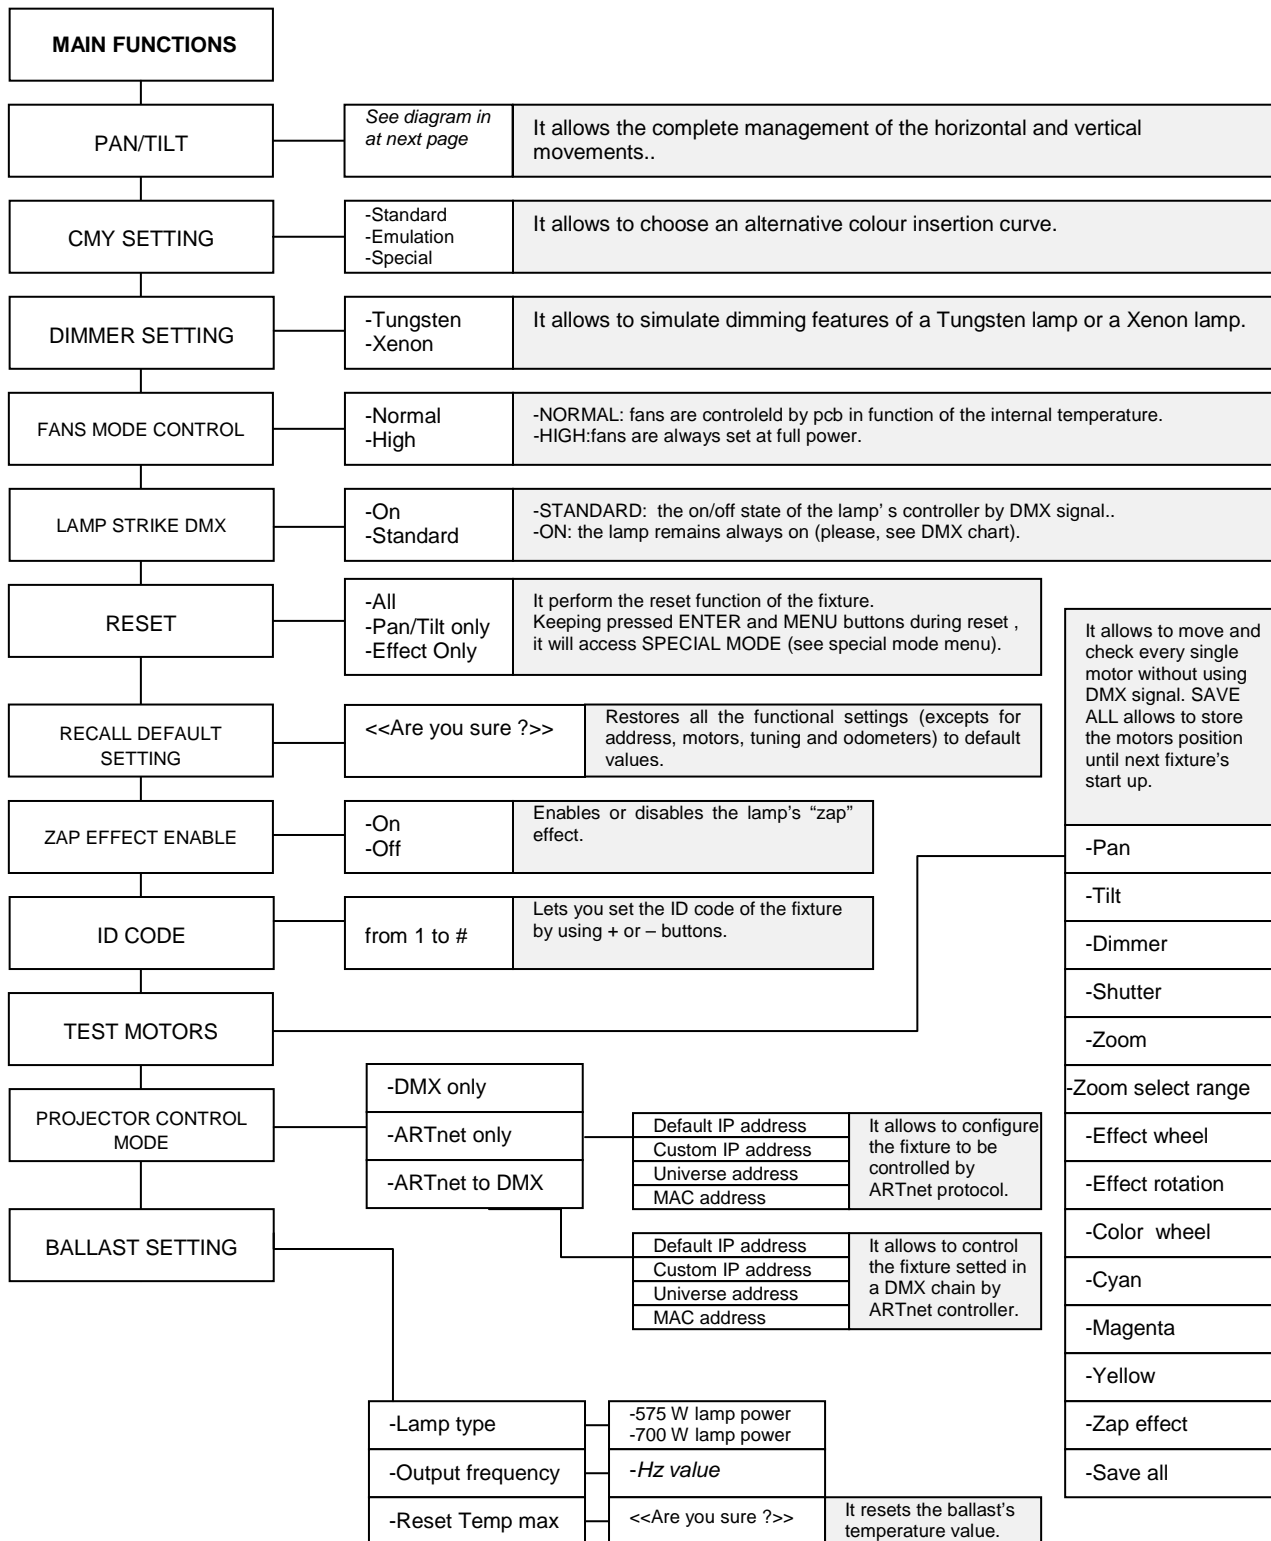 MAIN FUNCTIONS
PAN/TILT
See diagram in
at next page
It allows the complete management of the horizontal and vertical
movements..
CMY SETTING
-Standard
-Emulation
-Special
It allows to choose an alternative colour insertion curve.
DIMMER SETTING
-Tungsten
-Xenon
It allows to simulate dimming features of a Tungsten lamp or a Xenon lamp.
FANS MODE CONTROL
-Normal
-High
-NORMAL: fans are controleld by pcb in function of the internal temperature.
-HIGH:fans are always set at full power.
LAMP STRIKE DMX
-On
-Standard
-STANDARD:  the on/off state of the lamp' s controller by DMX signal..
-ON: the lamp remains always on (please, see DMX chart).
RESET
-All
-Pan/Tilt only
-Effect Only
It perform the reset function of the fixture.
Keeping pressed ENTER and MENU buttons during reset ,
it will access SPECIAL MODE (see special mode menu).
RECALL DEFAULT
SETTING
<<Are you sure ?>>
Restores all the functional settings (excepts for
address, motors, tuning and odometers) to default
values.
ZAP EFFECT ENABLE
-On
-Off
Enables or disables the lamp's “zap”
effect.
ID CODE
from 1 to #
Lets you set the ID code of the fixture
by using + or – buttons.
TEST MOTORS
It allows to move and
check every single
motor without using
DMX signal. SAVE
ALL allows to store
the motors position
until next fixture's
start up.
-Pan
-Tilt
-Dimmer
-Shutter
-Zoom
-Zoom select range
-Effect wheel
-Effect rotation
-Color  wheel
-Cyan
-Magenta
-Yellow
-Zap effect
-Save all
PROJECTOR CONTROL
MODE
-DMX only
-ARTnet only
-ARTnet to DMX
Default IP address
Custom IP address
Universe address
MAC address
It allows to configure
the fixture to be
controlled by
ARTnet protocol.
Default IP address
Custom IP address
Universe address
MAC address
It allows to control
the fixture setted in
a DMX chain by
ARTnet controller.
BALLAST SETTING
-Lamp type
-575 W lamp power
-700 W lamp power
-Output frequency
-Hz value
-Reset Temp max
<<Are you sure ?>>
It resets the ballast's
temperature value.